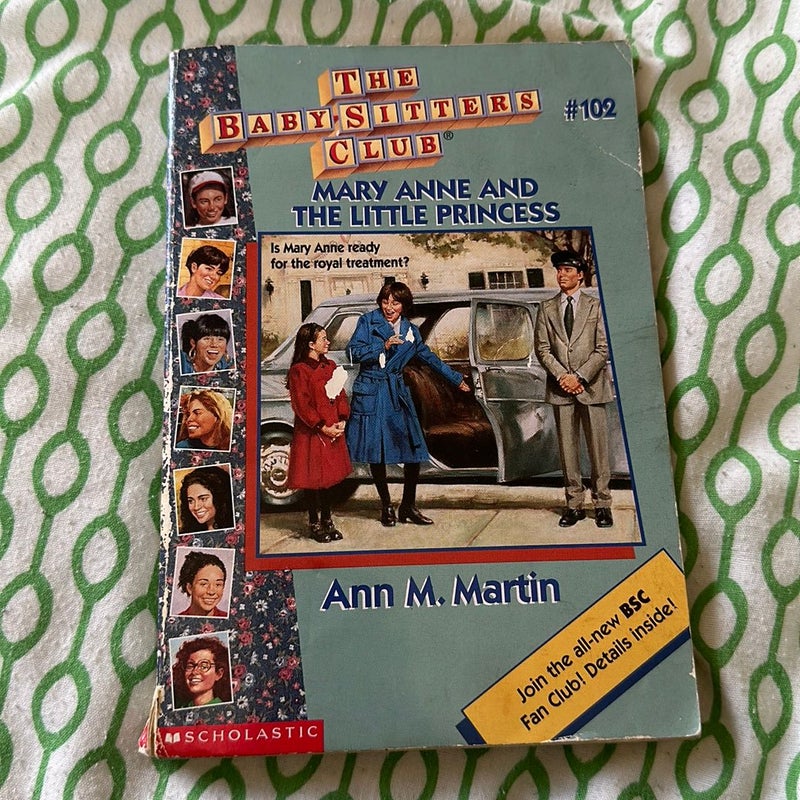 THE
BABY-SITTERS
CLUB®
#102
MARY ANNE AND
THE LITTLE PRINCESS
Is Mary Anne ready
for the royal treatment?
Ann M. Martin
Join the all-new BSC
Fan Club! Details inside!
SCHOLASTIC